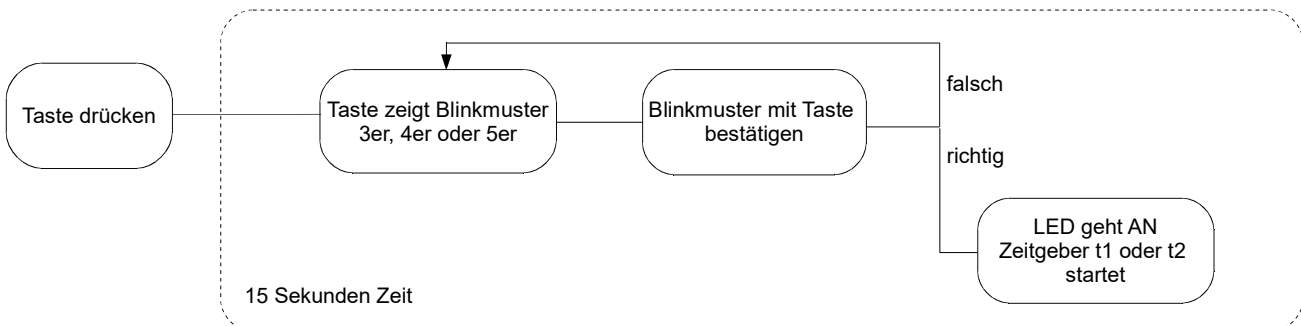 Taste drücken
Taste zeigt Blinkmuster
3er, 4er oder 5er
Blinkmuster mit Taste
bestätigen
falsch
richtig
LED geht AN
Zeitgeber t1 oder t2
startet
15 Sekunden Zeit